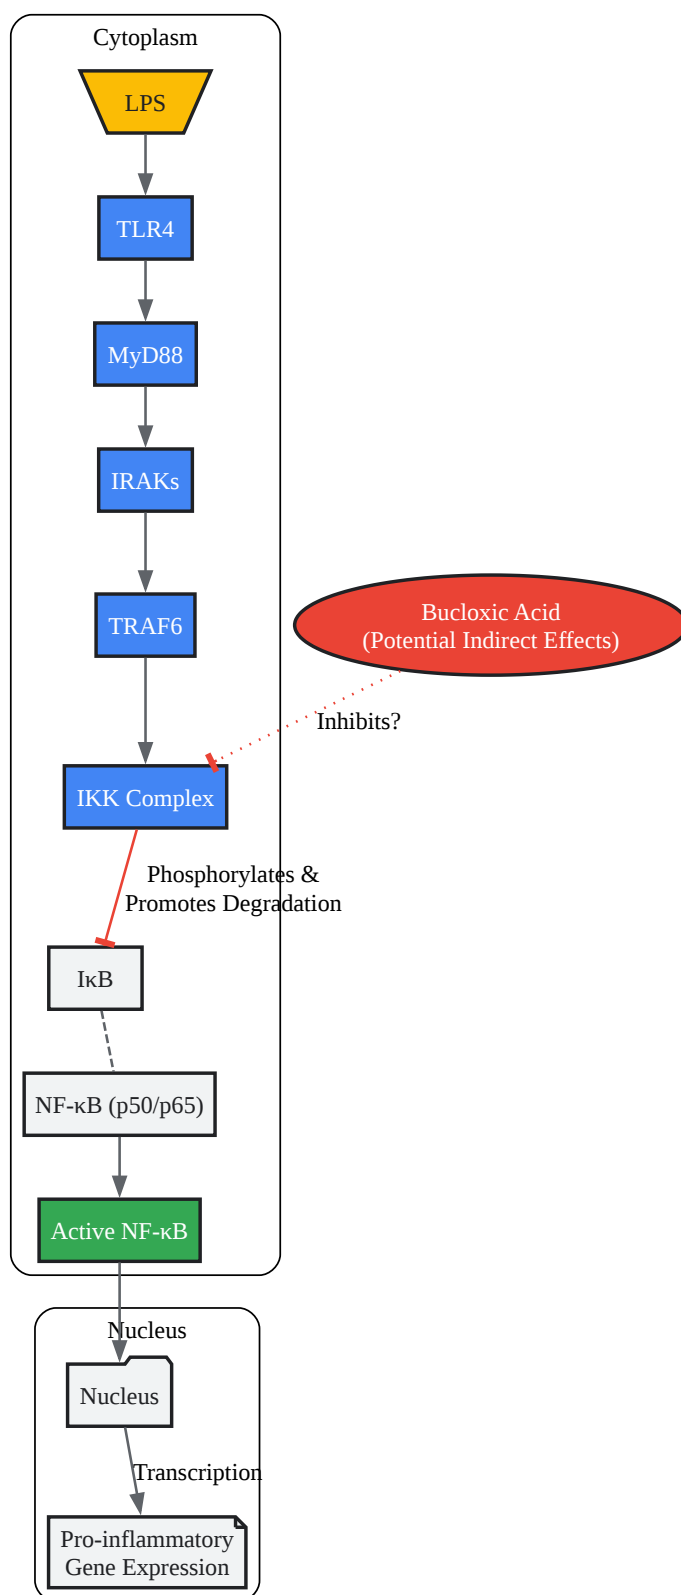 Cytoplasm
LPS
TLR4
MyD88
IRAKs
TRAF6
Bucloxic Acid
(Potential Indirect Effects)
Inhibits?
IKK Complex
Phosphorylates &
Promotes Degradation
IκB
NF-κB (p50/p65)
Active NF-κB
Nucleus
Nucleus
Transcription
Pro-inflammatory
Gene Expression